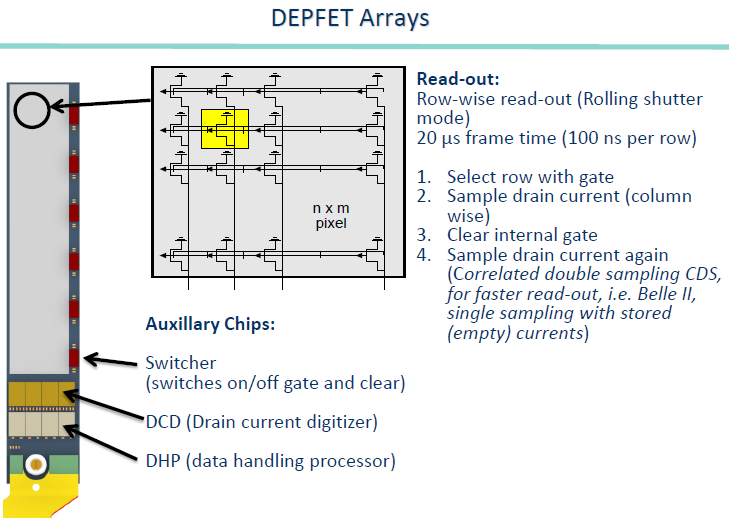 DEPFET Arrays
Read-out:
Row-wise read-out (Rolling shutter
mode)
20 µs frame time (100 ns per row)
1. Select row with gate
2. Sample drain current (column
wise)
3. Clear internal gate
4. Sample drain current again
(Correlated double sampling CDS,
for faster read-out, i.e. Belle II,
single sampling with stored
(empty) currents)
n x m
pixel
Auxillary Chips:
Switcher
(switches on/off gate and clear)
DCD (Drain current digitizer)
DHP (data handling processor)